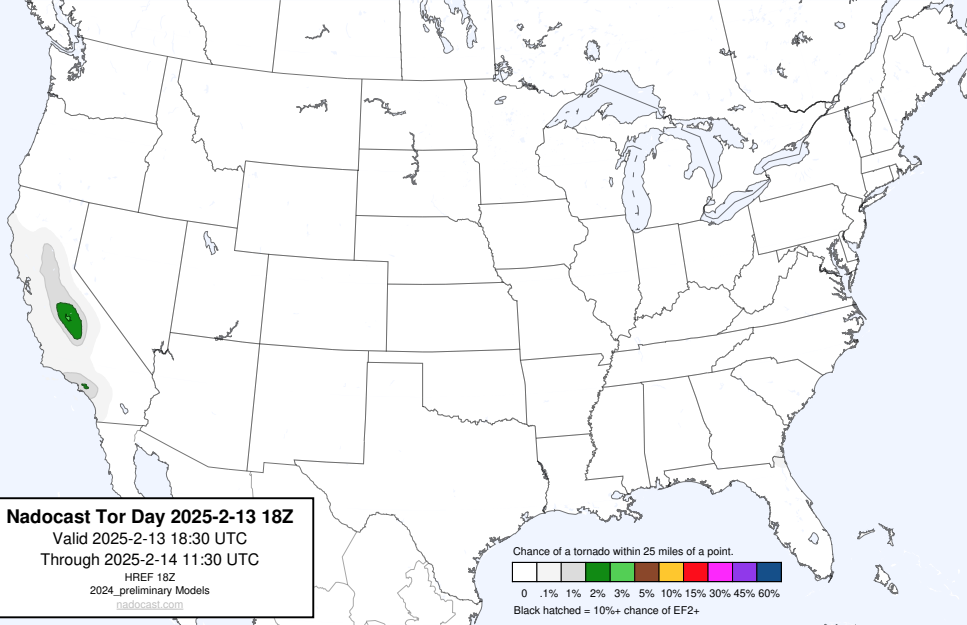 Nadocast Tor Day 2025-2-13 18Z
Valid 2025-2-13 18:30 UTC
Through 2025-2-14 11:30 UTC
HREF 18Z
2024_preliminary Models
nadocast.com
Chance of a tornado within 25 miles of a point.
0 .1% 1% 2% 3% 5% 10% 15% 30% 45% 60%
Black hatched = 10%+ chance of EF2+